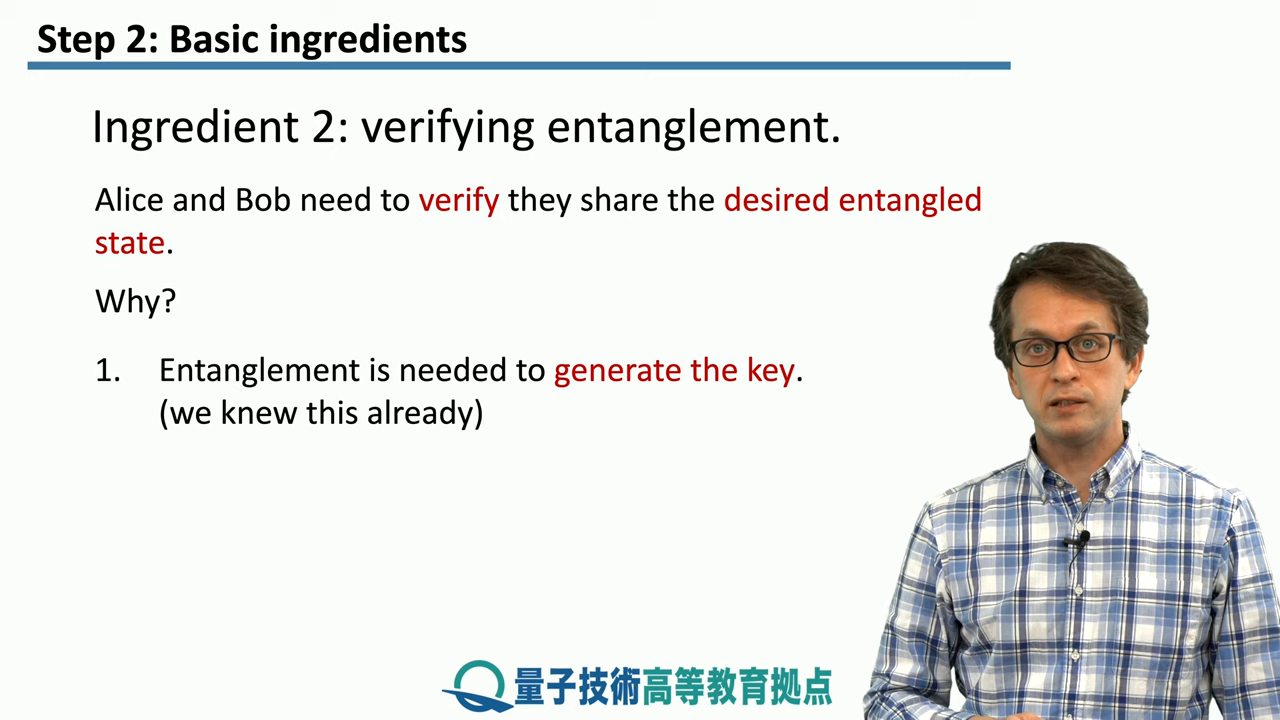 Step 2: Basic ingredients
Ingredient 2: verifying entanglement.
Alice and Bob need to verify they share the desired entangled
state.
Why?
1. Entanglement is needed to generate the key.
(we knew this already)
量子技術高等教育拠点